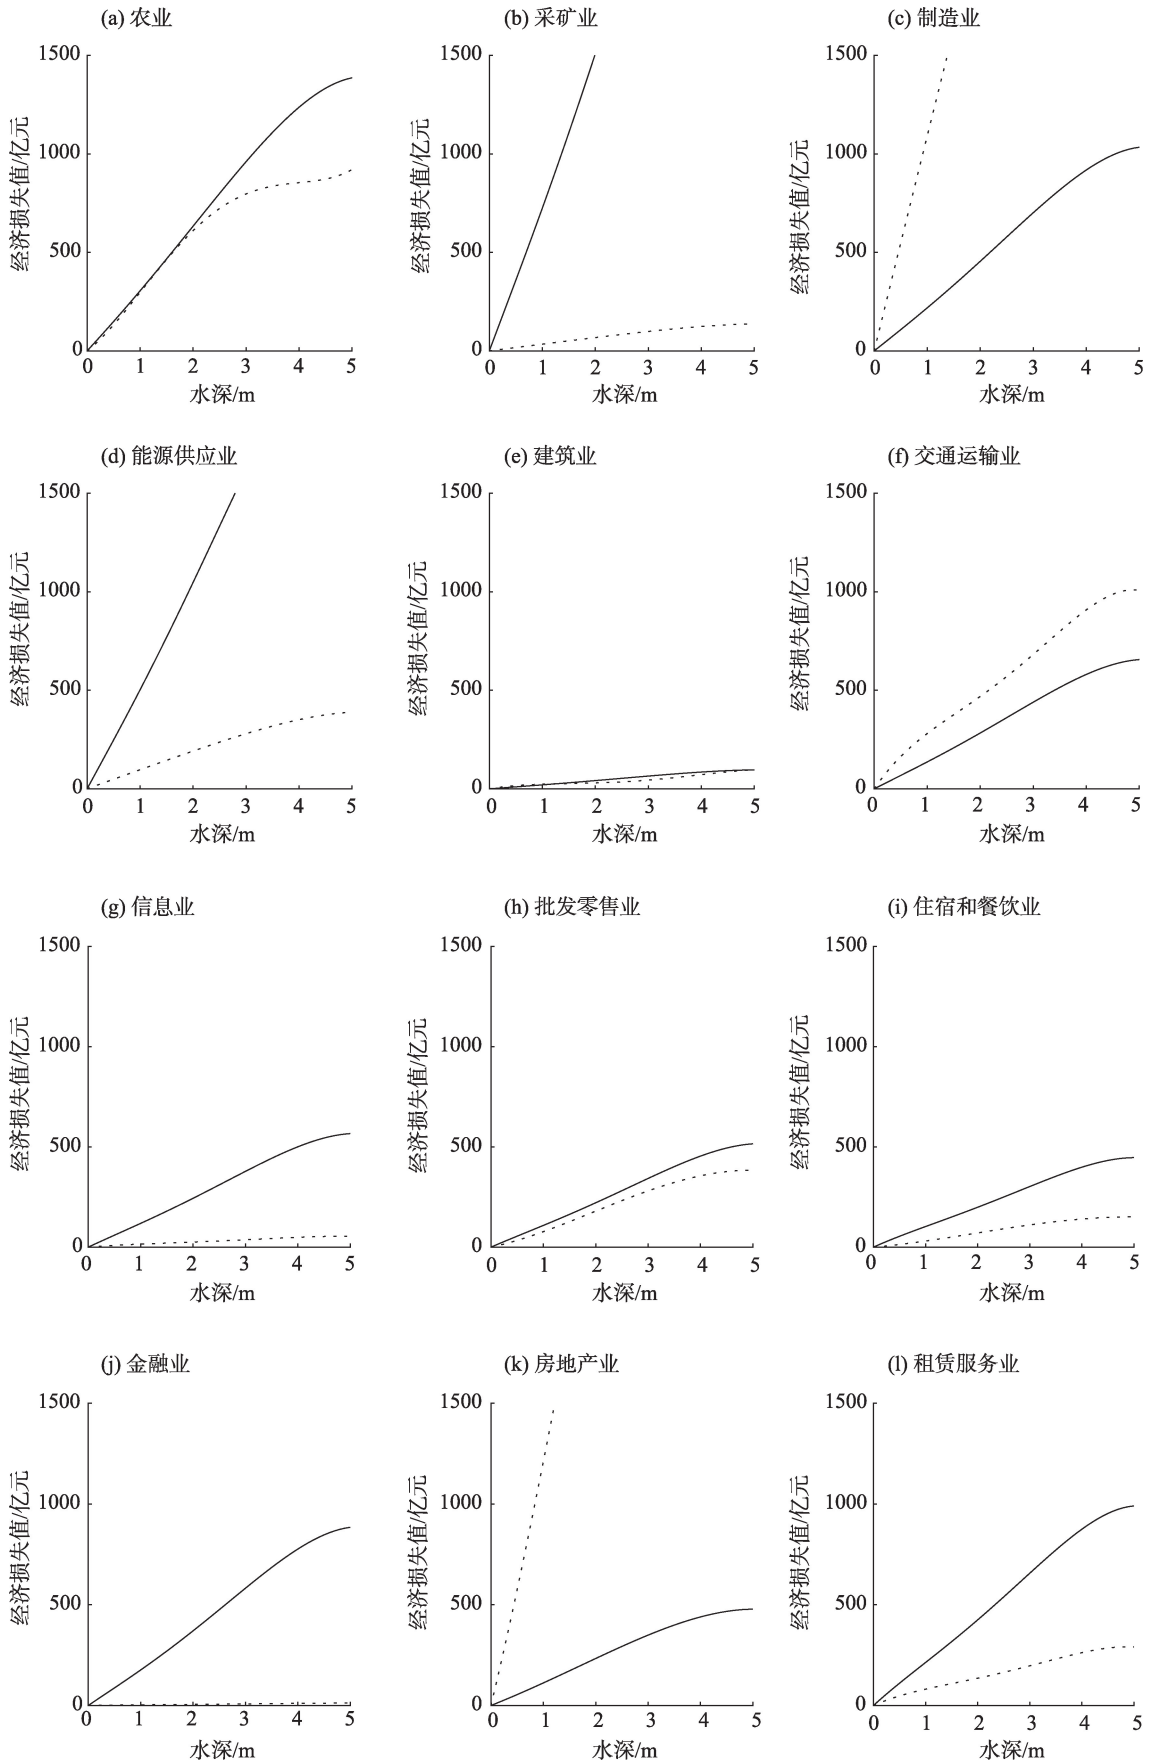 (a) 农业
(b) 采矿业
(c) 制造业
1500
1000
500
0
经济损失值/亿元
0 1 2 3 4 5
水深/m
1500
1000
500
0
经济损失值/亿元
0 1 2 3 4 5
水深/m
1500
1000
500
0
经济损失值/亿元
0 1 2 3 4 5
水深/m
(d) 能源供应业
(e) 建筑业
(f) 交通运输业
1500
1000
500
0
经济损失值/亿元
0 1 2 3 4 5
水深/m
1500
1000
500
0
经济损失值/亿元
0 1 2 3 4 5
水深/m
1500
1000
500
0
经济损失值/亿元
0 1 2 3 4 5
水深/m
(g) 信息业
(h) 批发零售业
(i) 住宿和餐饮业
1500
1000
500
0
经济损失值/亿元
0 1 2 3 4 5
水深/m
1500
1000
500
0
经济损失值/亿元
0 1 2 3 4 5
水深/m
1500
1000
500
0
经济损失值/亿元
0 1 2 3 4 5
水深/m
(j) 金融业
(k) 房地产业
(l) 租赁服务业
1500
1000
500
0
经济损失值/亿元
0 1 2 3 4 5
水深/m
1500
1000
500
0
经济损失值/亿元
0 1 2 3 4 5
水深/m
1500
1000
500
0
经济损失值/亿元
0 1 2 3 4 5
水深/m